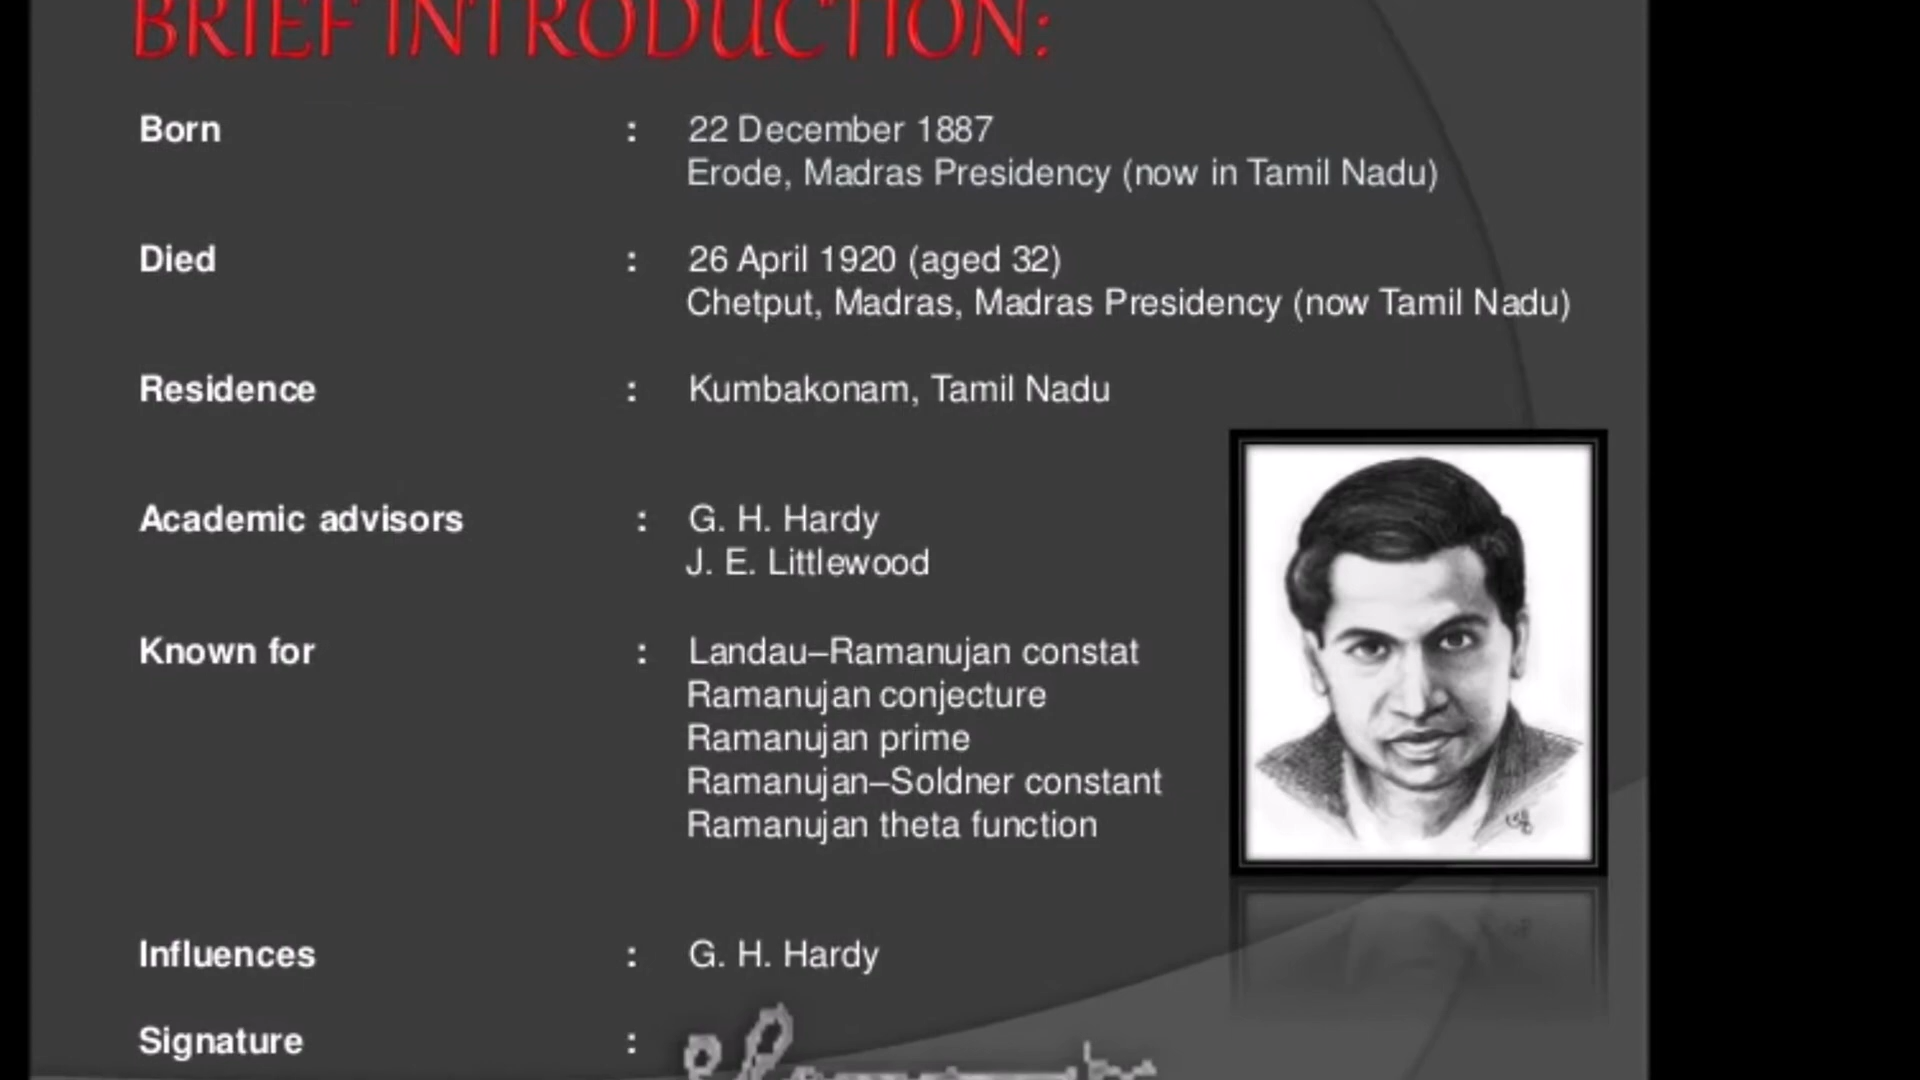 BRIEF INTRODUCTION:
Born : 22 December 1887
Erode, Madras Presidency (now in Tamil Nadu)
Died : 26 April 1920 (aged 32)
Chetput, Madras, Madras Presidency (now Tamil Nadu)
Residence : Kumbakonam, Tamil Nadu
Academic advisors : G. H. Hardy
J. E. Littlewood
Known for : Landau–Ramanujan constat
Ramanujan conjecture
Ramanujan prime
Ramanujan–Soldner constant
Ramanujan theta function
Influences : G. H. Hardy
Signature :